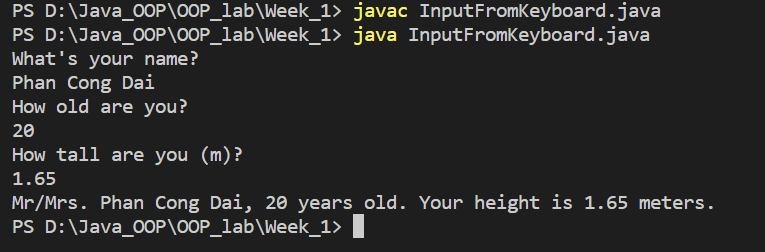 PS D:\Java_OOP\OOP_lab\Week_1> javac InputFromKeyboard.java
PS D:\Java_OOP\OOP_lab\Week_1> java InputFromKeyboard.java
What's your name?
Phan Cong Dai
How old are you?
20
How tall are you (m)?
1.65
Mr/Mrs. Phan Cong Dai, 20 years old. Your height is 1.65 meters.
PS D:\Java_OOP\OOP_lab\Week_1>